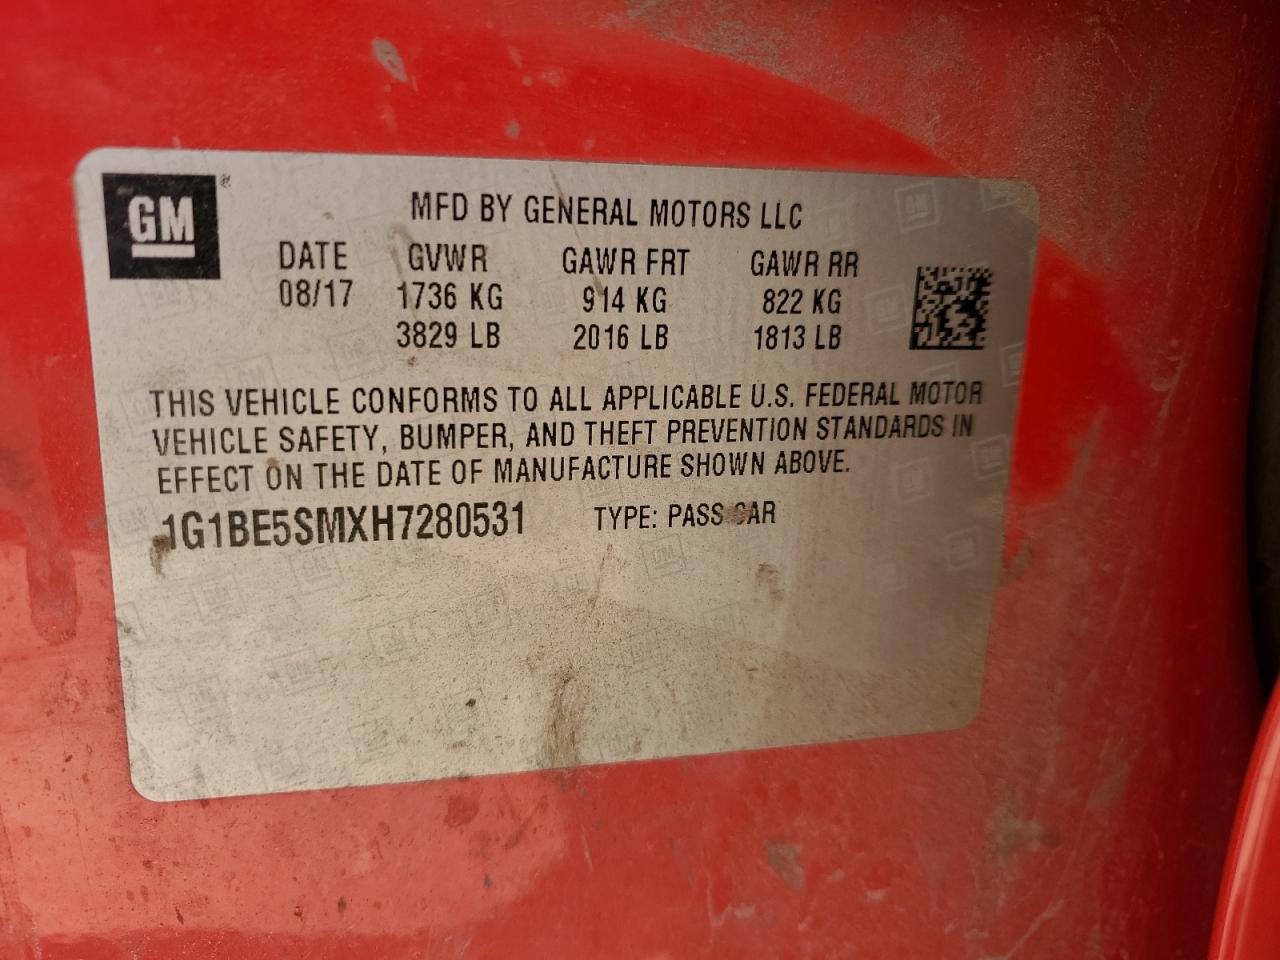 GM ®
MFD BY GENERAL MOTORS LLC
DATE GVWR GAWR FRT GAWR RR
08/17 1736 KG 914 KG 822 KG
3829 LB 2016 LB 1813 LB
THIS VEHICLE CONFORMS TO ALL APPLICABLE U.S. FEDERAL MOTOR
VEHICLE SAFETY, BUMPER, AND THEFT PREVENTION STANDARDS IN
EFFECT ON THE DATE OF MANUFACTURE SHOWN ABOVE.
1G1BE5SMXH7280531 TYPE: PASS CAR